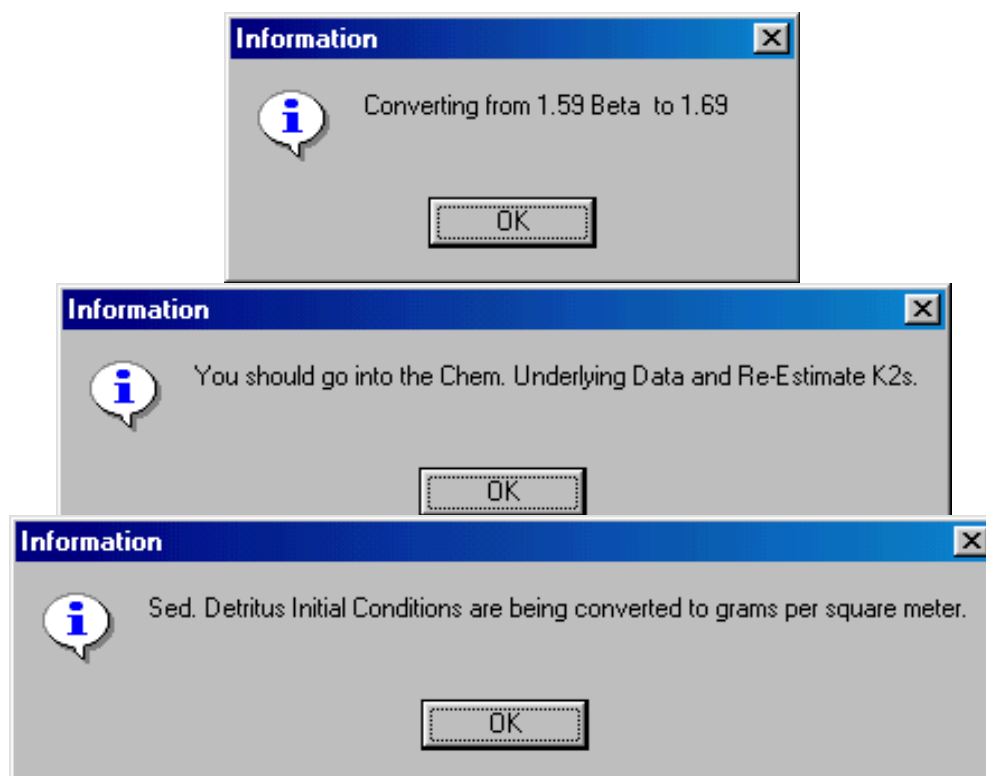 Information
Converting from 1.59 Beta  to 1.69
OK
Information
You should go into the Chem. Underlying Data and Re-Estimate K2s.
OK
Information
Sed. Detritus Initial Conditions are being converted to grams per square meter.
OK